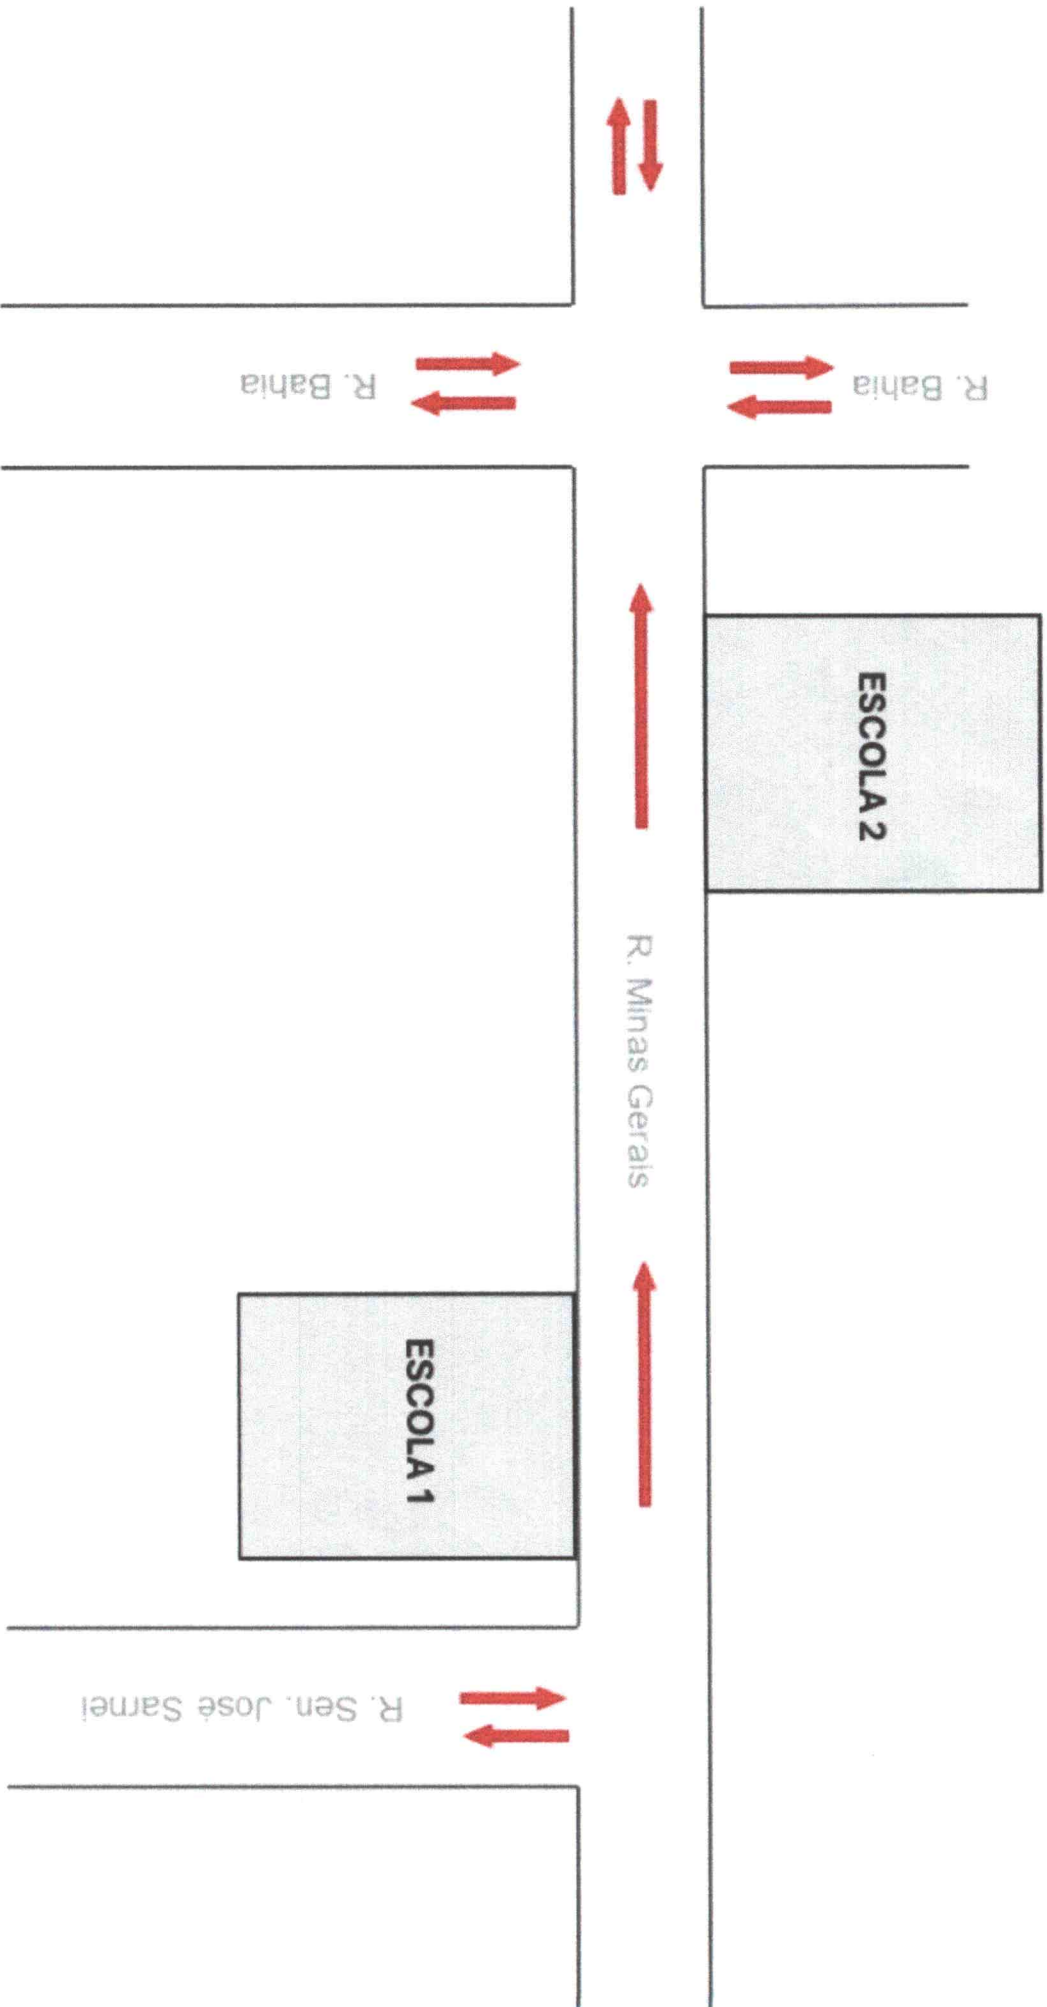 R. Bahia
R. Bahia
ESCOLA 2
R. Minas Gerais
ESCOLA 1
R. Sen. José Sarnei